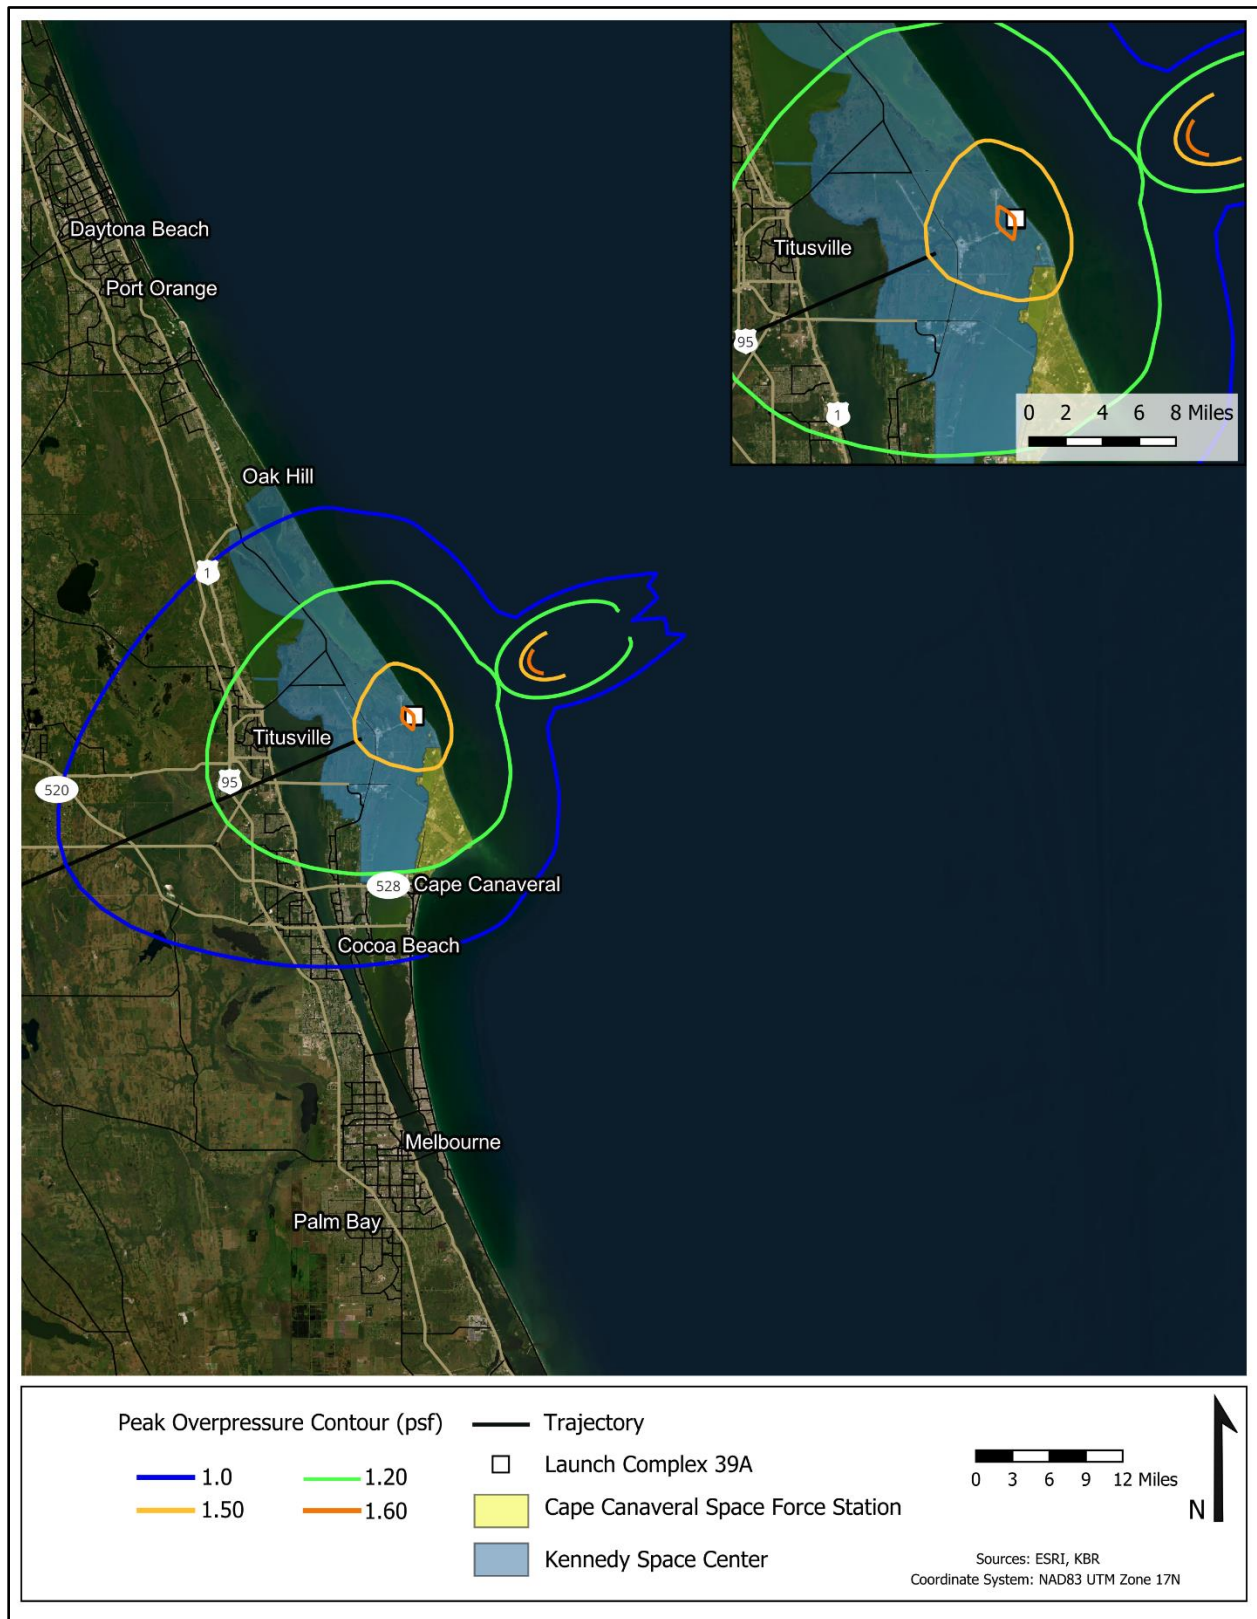 Daytona Beach
Port Orange
Oak Hill
1
Titusville
95
520
528
Cape Canaveral
Cocoa Beach
Melbourne
Palm Bay
Titusville
95
1
0 2 4 6 8 Miles
Peak Overpressure Contour (psf)
1.0
1.20
1.50
1.60
Trajectory
Launch Complex 39A
Cape Canaveral Space Force Station
Kennedy Space Center
0 3 6 9 12 Miles
N
Sources: ESRI, KBR
Coordinate System: NAD83 UTM Zone 17N